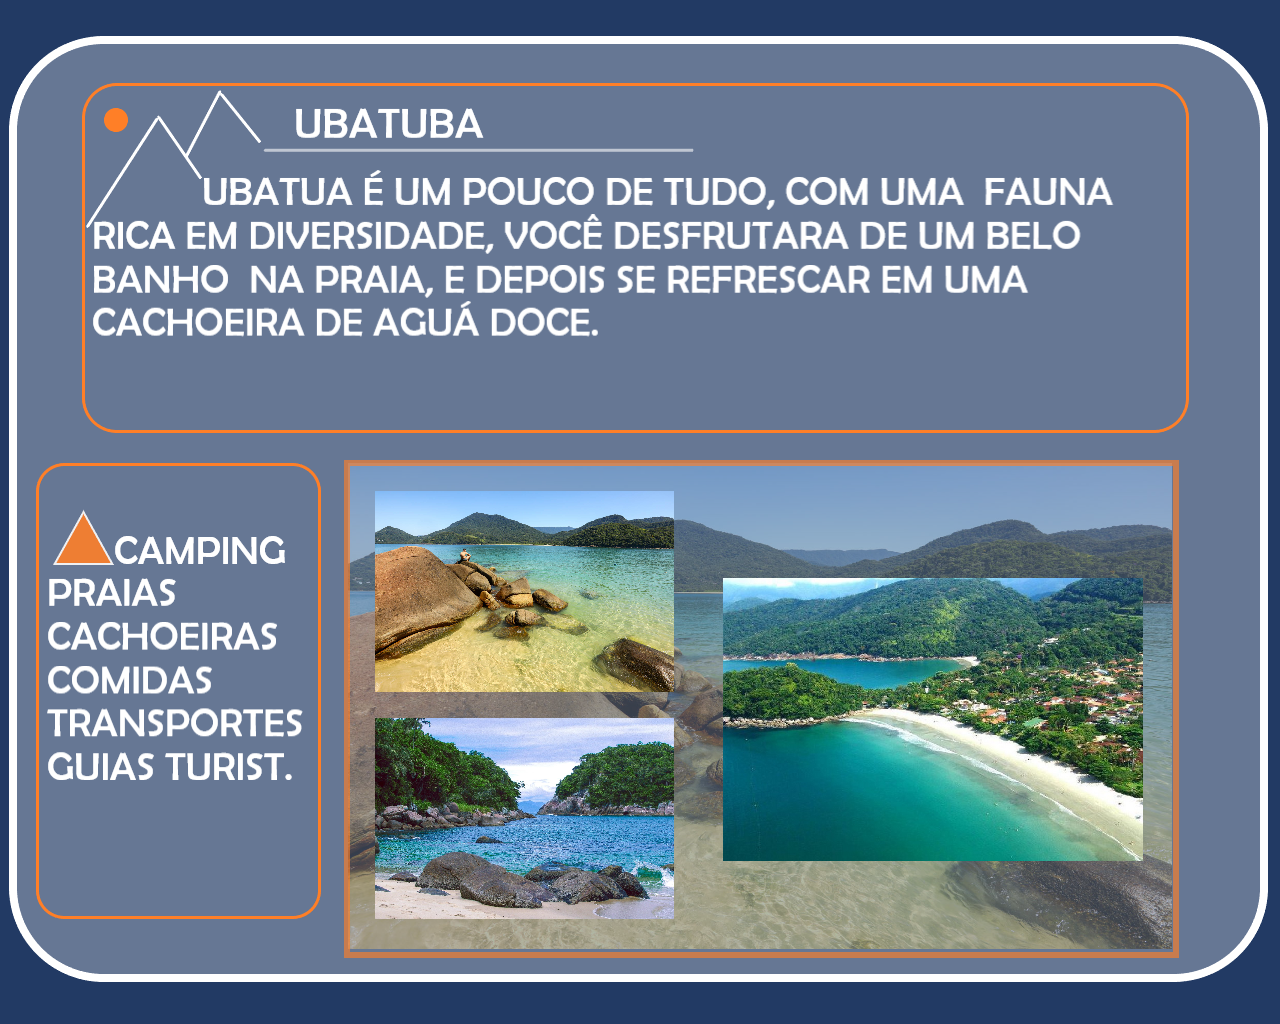 UBATUBA
UBATUA É UM POUCO DE TUDO, COM UMA FAUNA
RICA EM DIVERSIDADE, VOCÊ DESFRUTARA DE UM BELO
BANHO NA PRAIA, E DEPOIS SE REFRESCAR EM UMA
CACHOEIRA DE AGUÁ DOCE.
CAMPING
PRAIAS
CACHOEIRAS
COMIDAS
TRANSPORTES
GUIAS TURIST.